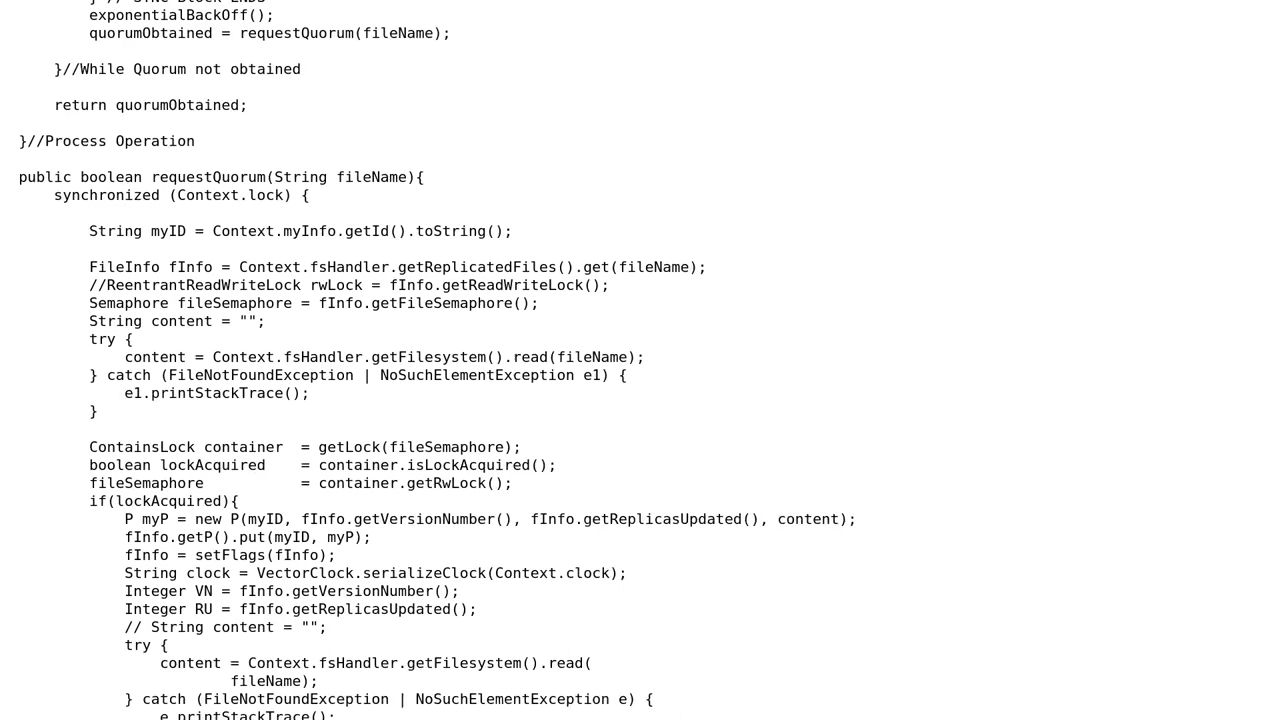 exponentialBackOff();
quorumObtained = requestQuorum(fileName);
}//While Quorum not obtained
return quorumObtained;
}//Process Operation
public boolean requestQuorum(String fileName){
synchronized (Context.lock) {
String myID = Context.myInfo.getId().toString();
FileInfo fInfo = Context.fsHandler.getReplicatedFiles().get(fileName);
//ReentrantReadWriteLock rwLock = fInfo.getReadWriteLock();
Semaphore fileSemaphore = fInfo.getFileSemaphore();
String content = "";
try {
content = Context.fsHandler.getFilesystem().read(fileName);
} catch (FileNotFoundException | NoSuchElementException e1) {
e1.printStackTrace();
}
ContainsLock container  = getLock(fileSemaphore);
boolean lockAcquired    = container.isLockAcquired();
fileSemaphore           = container.getRwLock();
if(lockAcquired){
P myP = new P(myID, fInfo.getVersionNumber(), fInfo.getReplicasUpdated(), content);
fInfo.getP().put(myID, myP);
fInfo = setFlags(fInfo);
String clock = VectorClock.serializeClock(Context.clock);
Integer VN = fInfo.getVersionNumber();
Integer RU = fInfo.getReplicasUpdated();
// String content = "";
try {
content = Context.fsHandler.getFilesystem().read(
fileName);
} catch (FileNotFoundException | NoSuchElementException e) {
e.printStackTrace();